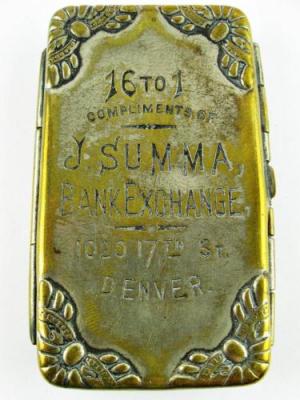 16 TO 1
COMPLIMENTS OF
J. SUMMA,
BANK EXCHANGE,
17TH ST.
DENVER.